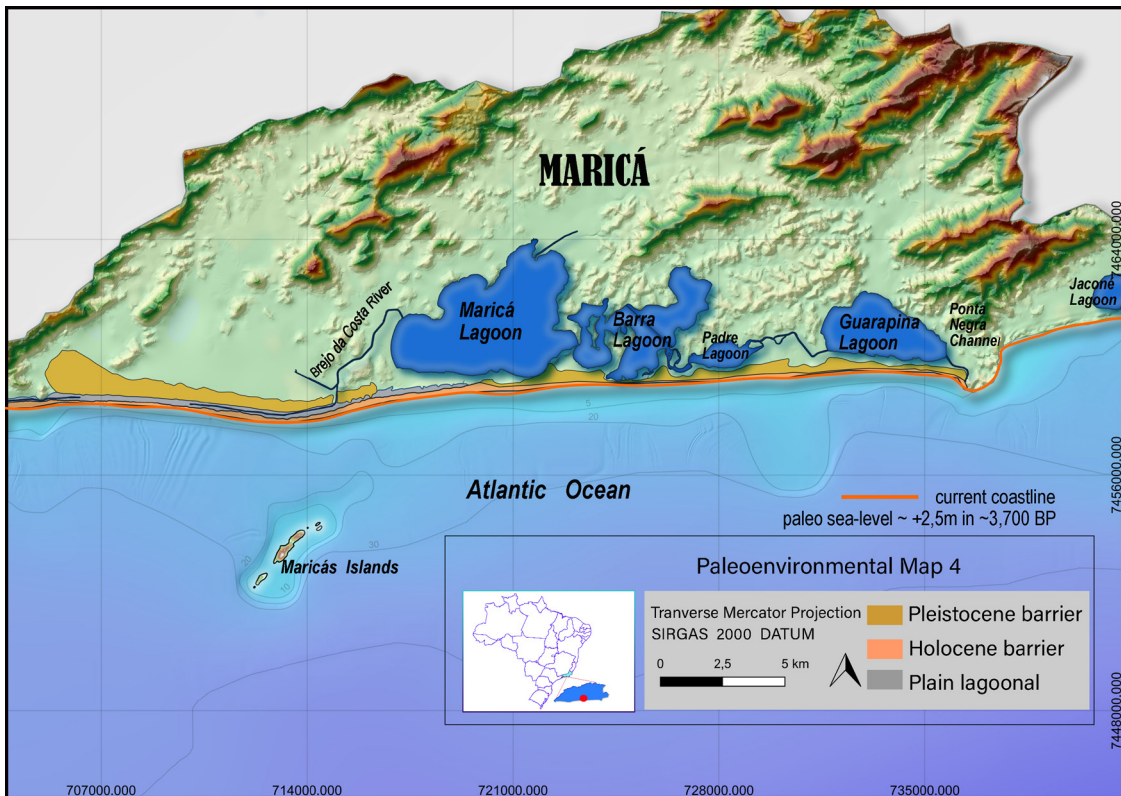 MARICÁ
Brejo da Costa River
Maricá
Lagoon
Barra
Lagoon
Padre
Lagoon
Guarapina
Lagoon
Ponta
Negra
Channel
Jaconé
Lagoon
7464000.000
5
20
Atlantic Ocean
7456000.000
current coastline
paleo sea-level ~ +2,5m in ~3,700 BP
30
20
10
Maricás Islands
Paleoenvironmental Map 4
Tranverse Mercator Projection
SIRGAS 2000 DATUM
0 2,5 5 km
Pleistocene barrier
Holocene barrier
Plain lagoonal
7448000.000
707000.000 714000.000 721000.000 728000.000 735000.000